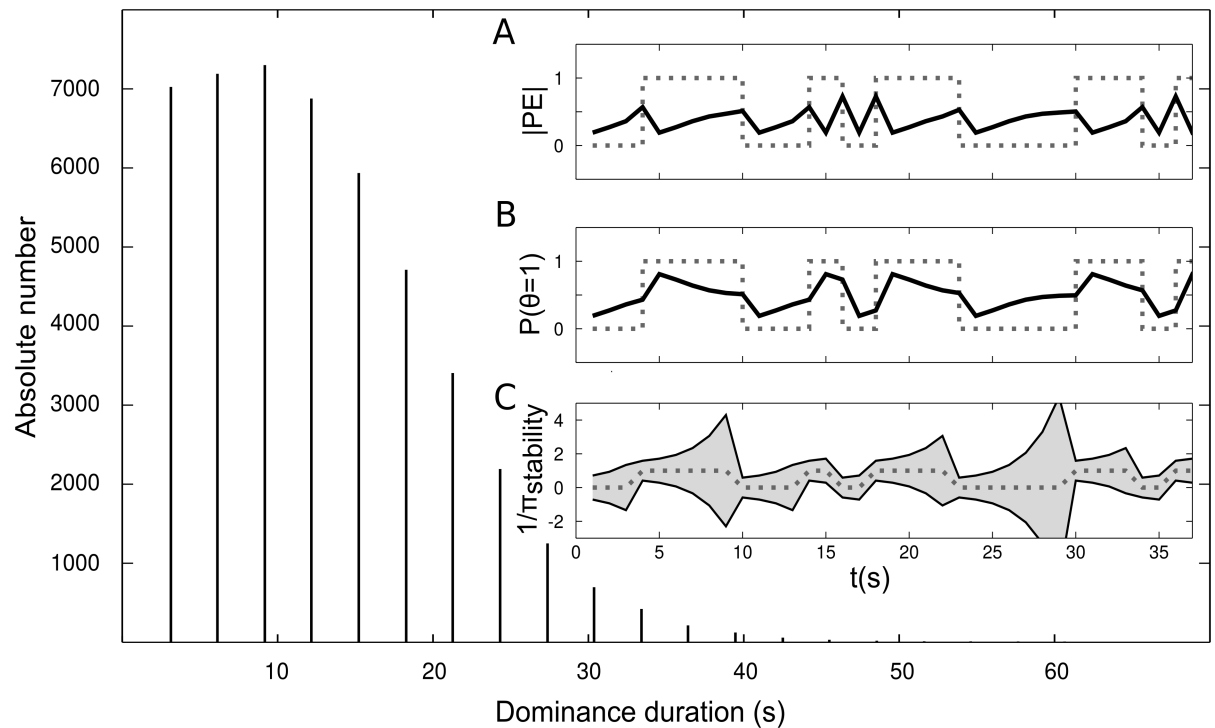 A
1
|PE|
0
7000
6000
B
1
P(θ=1)
0
5000
4000
Absolute number
C
4
2
0
-2
1/πstability
3000
2000
1000
0 5 10 15 20 25 30 35
t(s)
10 20 30 40 50 60
Dominance duration (s)